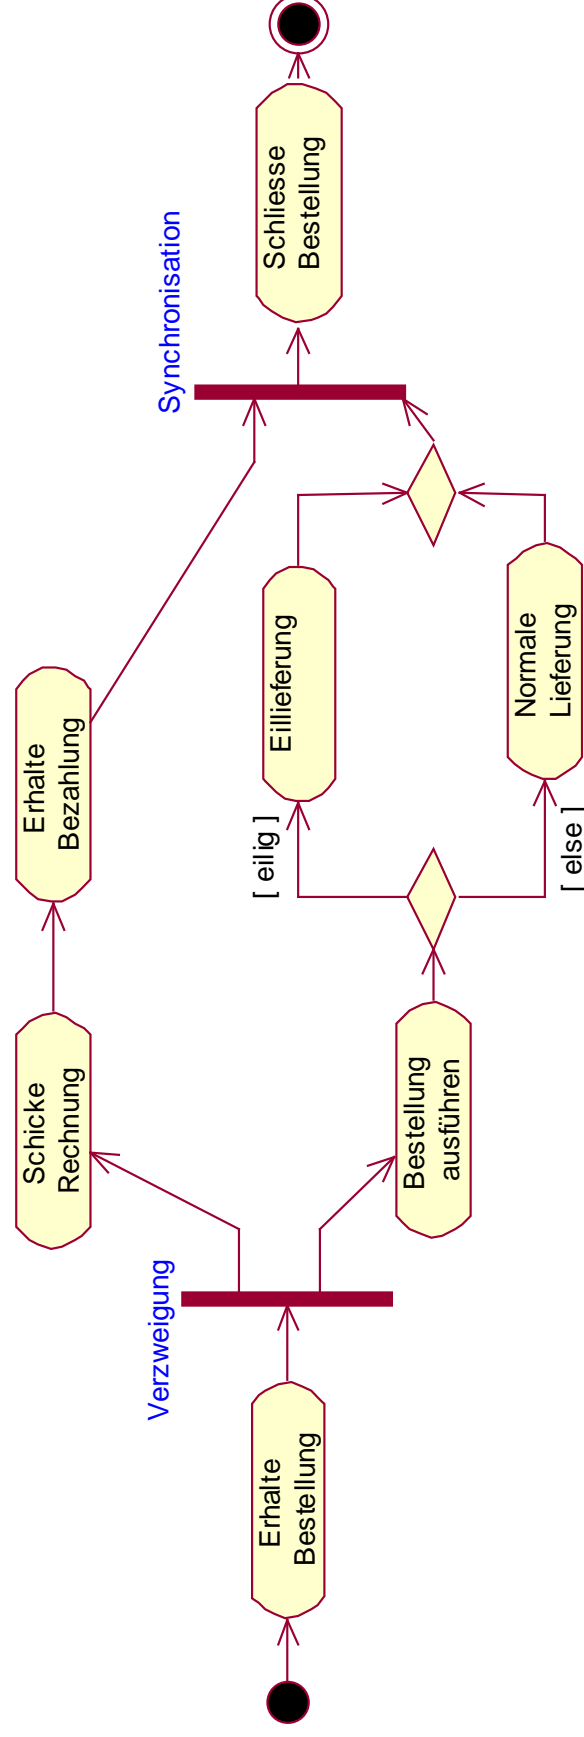 Erhalte
Bestellung
Verzweigung
Schicke
Rechnung
Erhalte
Bezahlung
Bestellung
ausführen
[ eilig ]
Eillieferung
[ else ]
Normale
Lieferung
Synchronisation
Schliesse
Bestellung